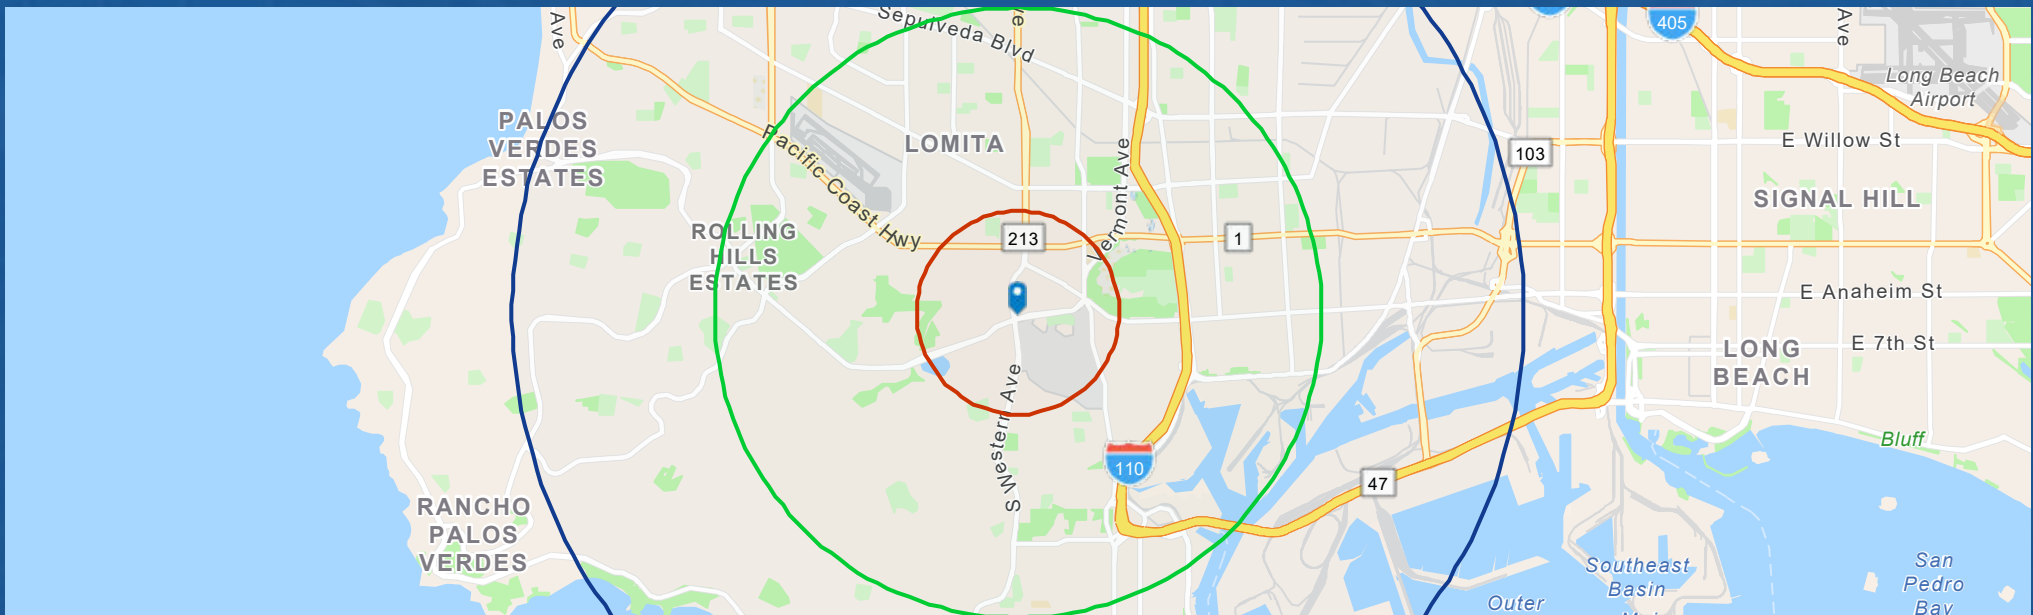 Ave
Sepulveda Blvd
405
Ave
Long Beach
Airport
PALOS
VERDES
ESTATES
LOMITA
Pacific Coast Hwy
Vermont Ave
103
E Willow St
SIGNAL HILL
ROLLING
HILLS
ESTATES
213
1
E Anaheim St
E 7th St
LONG
BEACH
S Western Ave
110
47
Bluff
RANCHO
PALOS
VERDES
Southeast
Basin
San
Pedro
Bay
Outer